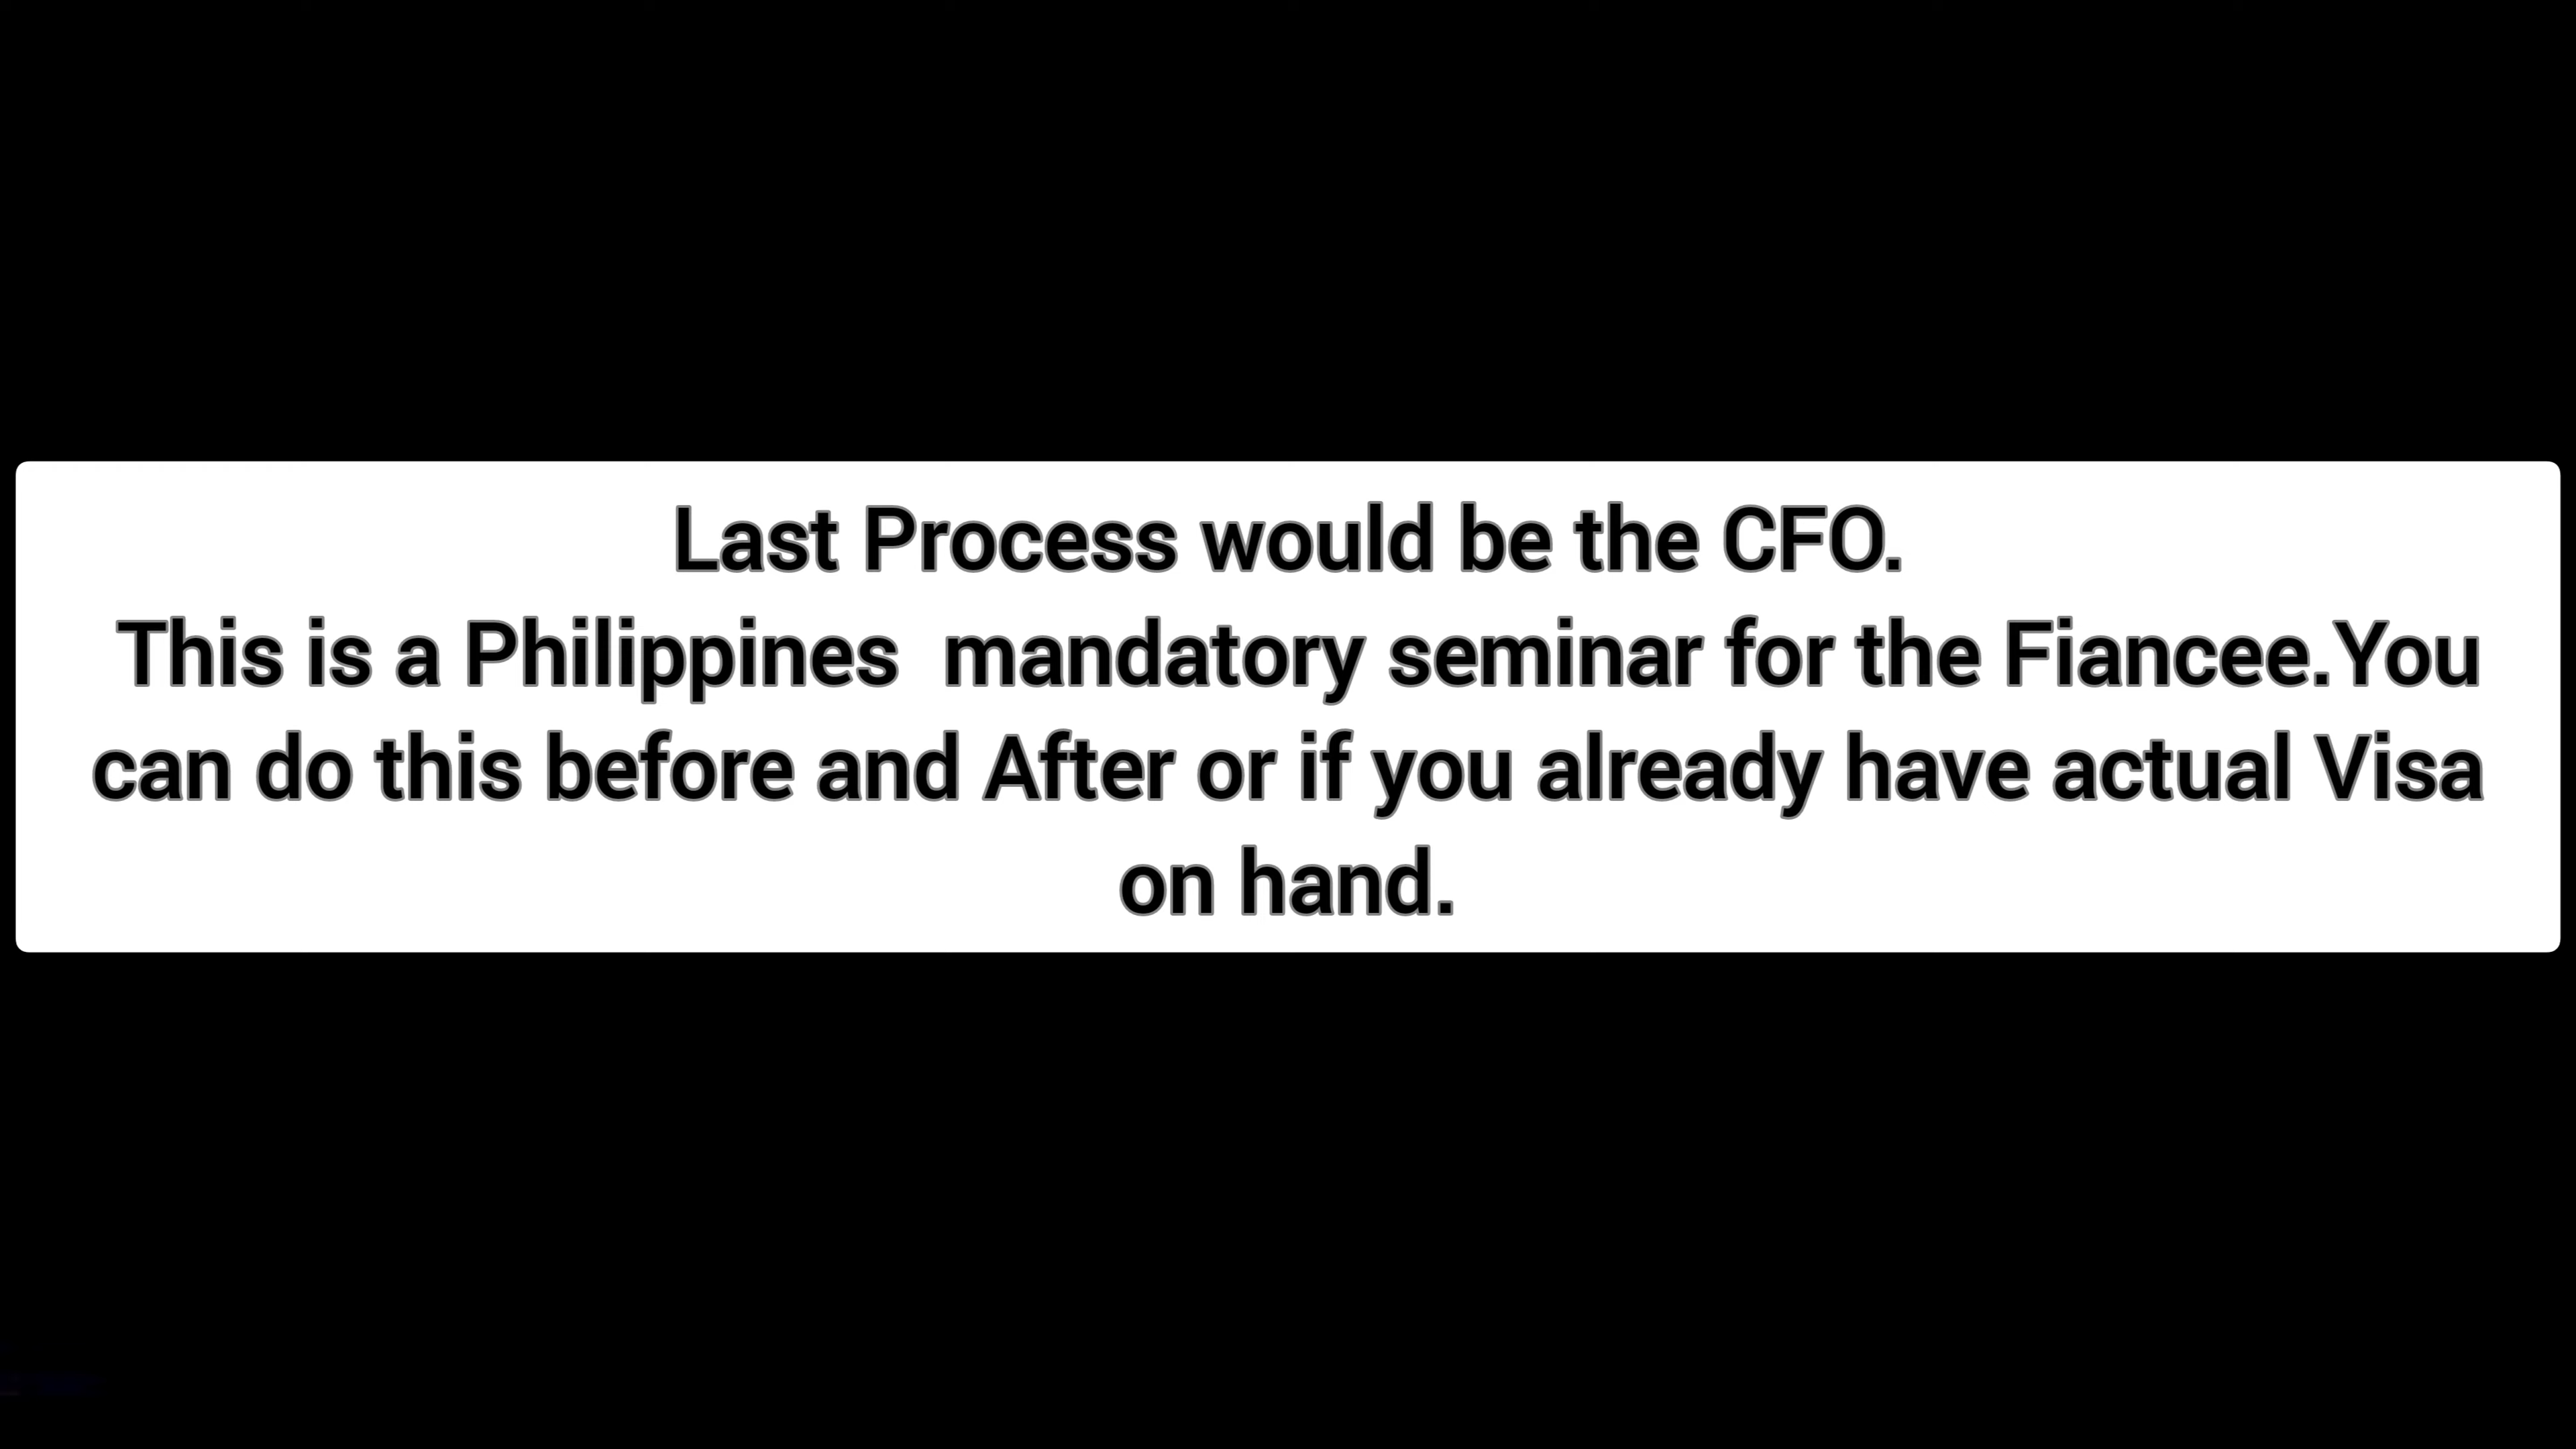 Last Process would be the CFO.
This is a Philippines  mandatory seminar for the Fiancee.You
can do this before and After or if you already have actual Visa
on hand.